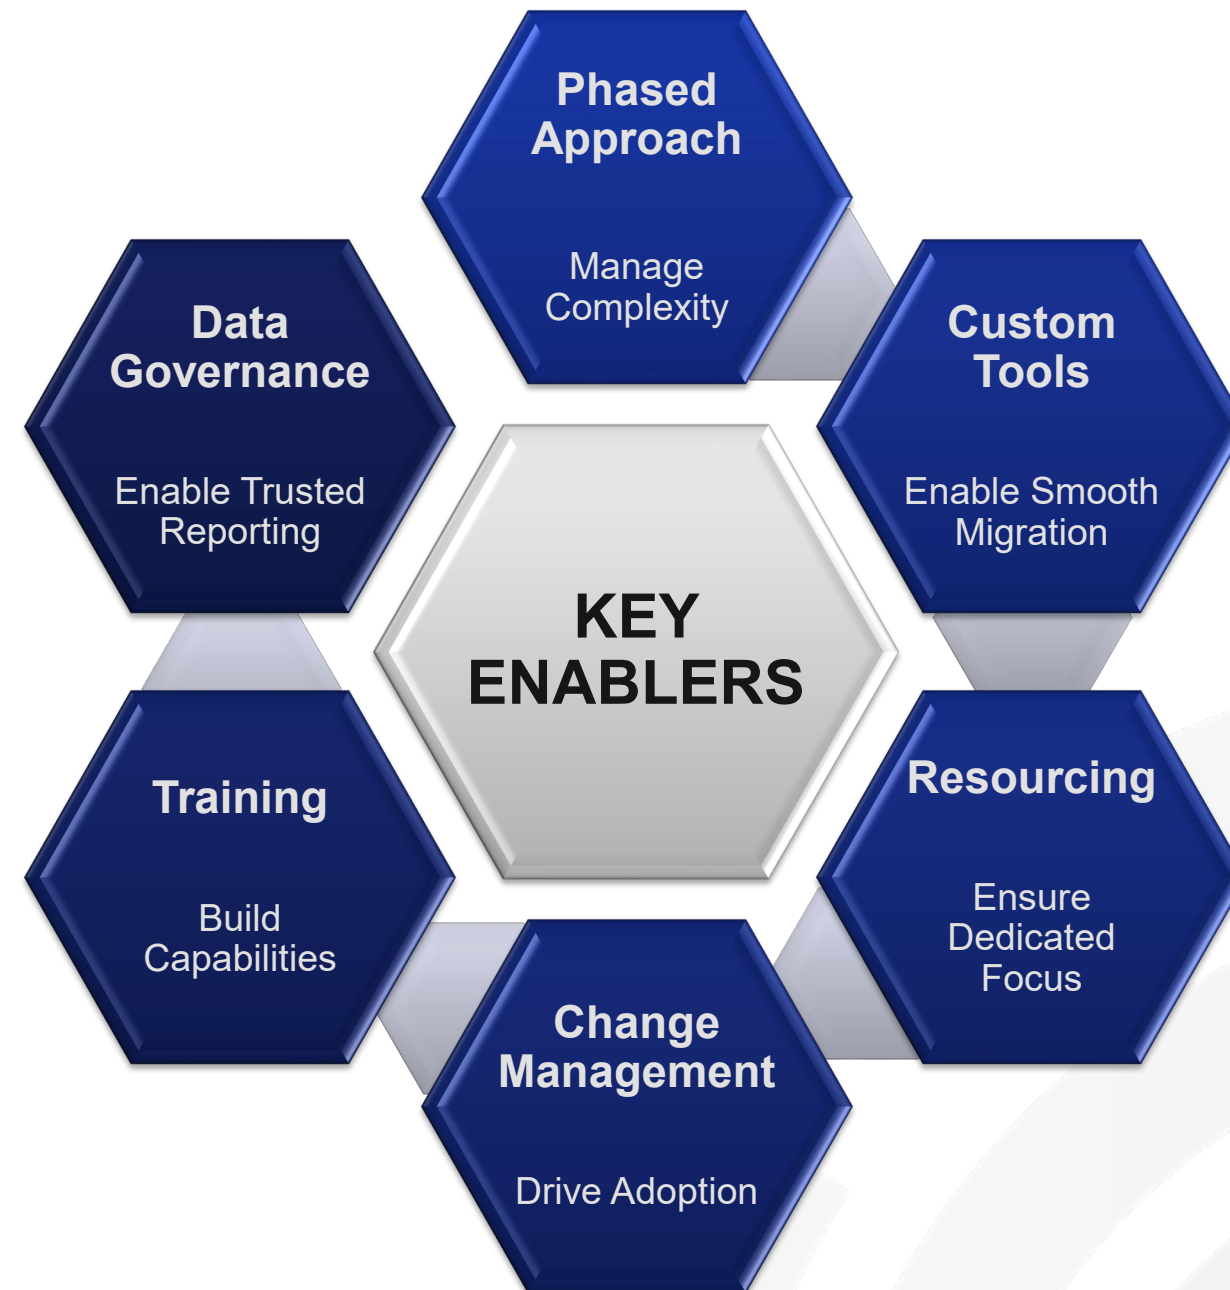 Phased
Approach
Manage
Complexity
Custom
Tools
Enable Smooth
Migration
Resourcing
Ensure
Dedicated
Focus
Change
Management
Drive Adoption
Training
Build
Capabilities
Data
Governance
Enable Trusted
Reporting
KEY
ENABLERS